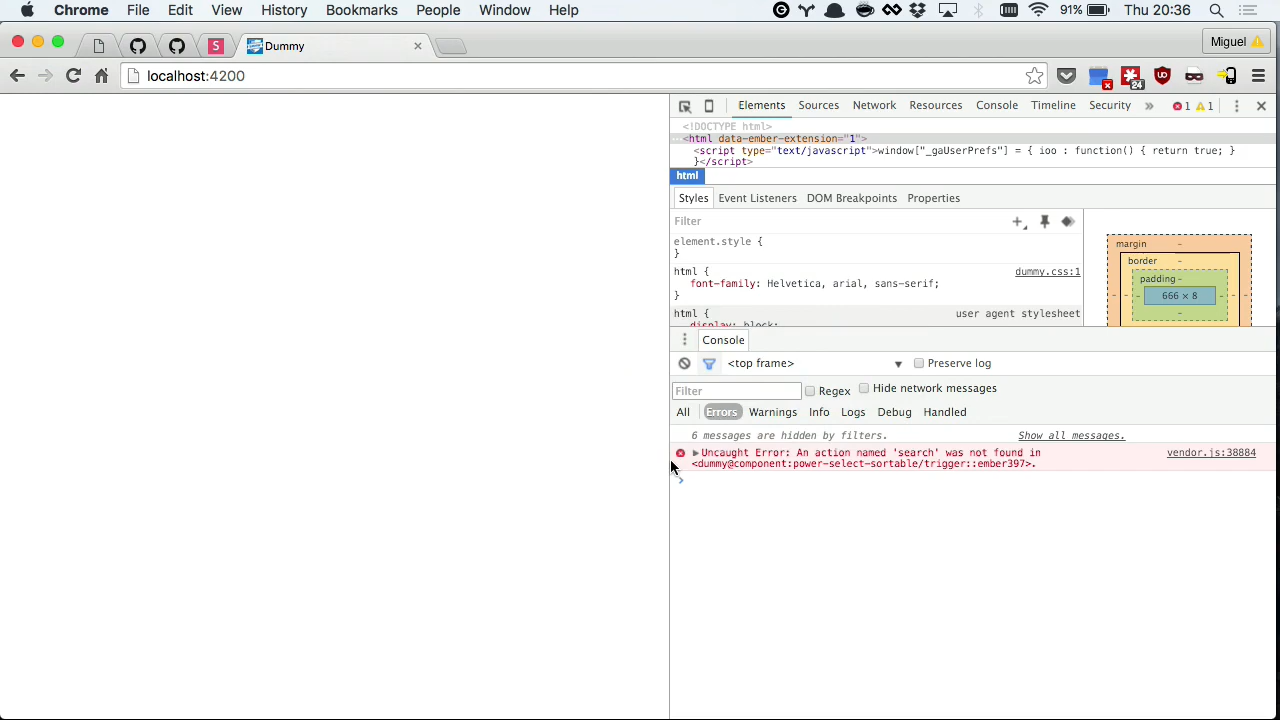 Chrome File Edit View History Bookmarks People Window Help 91% Thu 20:36
S Dummy × Miguel
localhost:4200 24
Elements Sources Network Resources Console Timeline Security » 1 1
<!DOCTYPE html>
...<html data-ember-extension="1">
<script type="text/javascript">window["_gaUserPrefs"] = { ioo : function() { return true; }
}</script>
html
Styles Event Listeners DOM Breakpoints Properties
Filter
element.style {
}
html { dummy.css:1
font-family: Helvetica, arial, sans-serif;
}
html { user agent stylesheet
display: block;
margin –
border –
padding –
- - - 666 × 8 - - -
–
Console
<top frame> ▼ Preserve log
Filter Regex Hide network messages
All Errors Warnings Info Logs Debug Handled
6 messages are hidden by filters. Show all messages.
▶Uncaught Error: An action named 'search' was not found in vendor.js:38884
<dummy@component:power-select-sortable/trigger::ember397>.
>